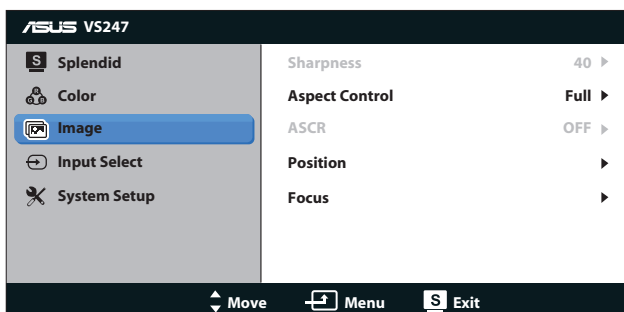 ASUS VS247
S Splendid
Color
Image
Input Select
System Setup
Sharpness 40
Aspect Control Full
ASCR OFF
Position
Focus
Move Menu S Exit